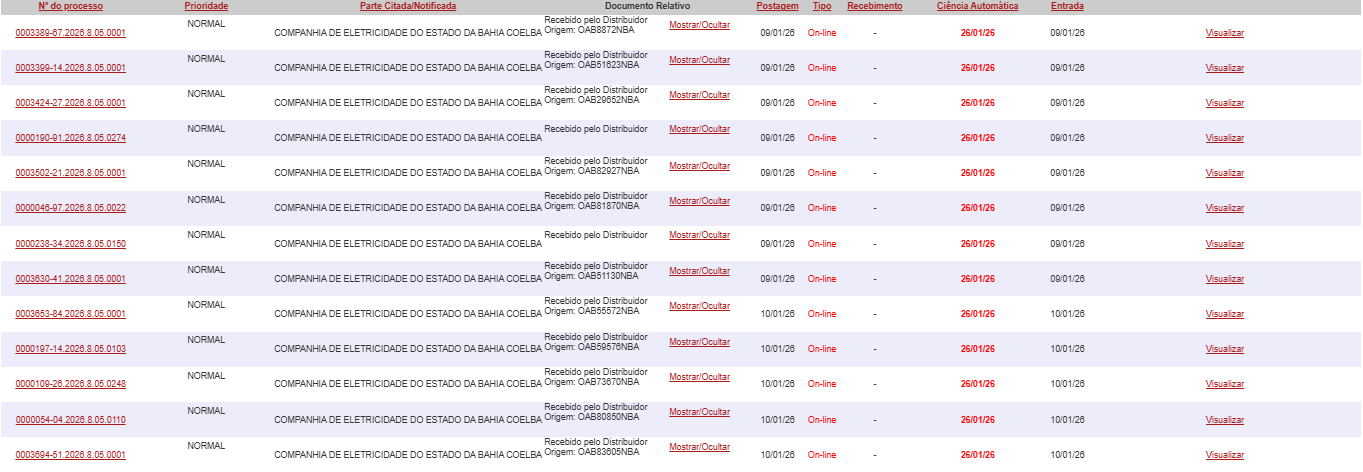 Nº do processo Prioridade Parte Citada/Notificada Documento Relativo Postagem Tipo Recebimento Ciência Automática Entrada
0003389-67.2026.8.05.0001 NORMAL COMPANHIA DE ELETRICIDADE DO ESTADO DA BAHIA COELBA Recebido pelo Distribuidor Origem: OAB8872NBA Mostrar/Ocultar 09/01/26 On-line - 26/01/26 09/01/26 Visualizar
0003399-14.2026.8.05.0001 NORMAL COMPANHIA DE ELETRICIDADE DO ESTADO DA BAHIA COELBA Recebido pelo Distribuidor Origem: OAB51623NBA Mostrar/Ocultar 09/01/26 On-line - 26/01/26 09/01/26 Visualizar
0003424-27.2026.8.05.0001 NORMAL COMPANHIA DE ELETRICIDADE DO ESTADO DA BAHIA COELBA Recebido pelo Distribuidor Origem: OAB29652NBA Mostrar/Ocultar 09/01/26 On-line - 26/01/26 09/01/26 Visualizar
0000190-91.2026.8.05.0274 NORMAL COMPANHIA DE ELETRICIDADE DO ESTADO DA BAHIA COELBA Recebido pelo Distribuidor Mostrar/Ocultar 09/01/26 On-line - 26/01/26 09/01/26 Visualizar
0003502-21.2026.8.05.0001 NORMAL COMPANHIA DE ELETRICIDADE DO ESTADO DA BAHIA COELBA Recebido pelo Distribuidor Origem: OAB82927NBA Mostrar/Ocultar 09/01/26 On-line - 26/01/26 09/01/26 Visualizar
0000046-97.2026.8.05.0022 NORMAL COMPANHIA DE ELETRICIDADE DO ESTADO DA BAHIA COELBA Recebido pelo Distribuidor Origem: OAB81870NBA Mostrar/Ocultar 09/01/26 On-line - 26/01/26 09/01/26 Visualizar
0000238-34.2026.8.05.0150 NORMAL COMPANHIA DE ELETRICIDADE DO ESTADO DA BAHIA COELBA Recebido pelo Distribuidor Mostrar/Ocultar 09/01/26 On-line - 26/01/26 09/01/26 Visualizar
0003630-41.2026.8.05.0001 NORMAL COMPANHIA DE ELETRICIDADE DO ESTADO DA BAHIA COELBA Recebido pelo Distribuidor Origem: OAB51130NBA Mostrar/Ocultar 09/01/26 On-line - 26/01/26 09/01/26 Visualizar
0003653-84.2026.8.05.0001 NORMAL COMPANHIA DE ELETRICIDADE DO ESTADO DA BAHIA COELBA Recebido pelo Distribuidor Origem: OAB55572NBA Mostrar/Ocultar 10/01/26 On-line - 26/01/26 10/01/26 Visualizar
0000197-14.2026.8.05.0103 NORMAL COMPANHIA DE ELETRICIDADE DO ESTADO DA BAHIA COELBA Recebido pelo Distribuidor Origem: OAB59576NBA Mostrar/Ocultar 10/01/26 On-line - 26/01/26 10/01/26 Visualizar
0000109-26.2026.8.05.0248 NORMAL COMPANHIA DE ELETRICIDADE DO ESTADO DA BAHIA COELBA Recebido pelo Distribuidor Origem: OAB73670NBA Mostrar/Ocultar 10/01/26 On-line - 26/01/26 10/01/26 Visualizar
0000054-04.2026.8.05.0110 NORMAL COMPANHIA DE ELETRICIDADE DO ESTADO DA BAHIA COELBA Recebido pelo Distribuidor Origem: OAB80850NBA Mostrar/Ocultar 10/01/26 On-line - 26/01/26 10/01/26 Visualizar
0003694-51.2026.8.05.0001 NORMAL COMPANHIA DE ELETRICIDADE DO ESTADO DA BAHIA COELBA Recebido pelo Distribuidor Origem: OAB83605NBA Mostrar/Ocultar 10/01/26 On-line - 26/01/26 10/01/26 Visualizar